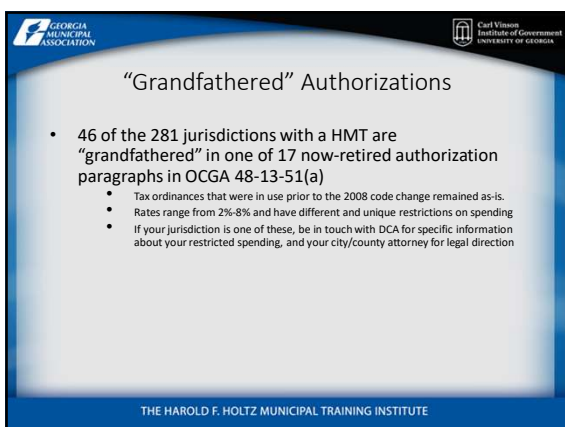 GEORGIA
MUNICIPAL
ASSOCIATION
Carl Vinson
Institute of Government
UNIVERSITY OF GEORGIA
“Grandfathered” Authorizations
• 46 of the 281 jurisdictions with a HMT are
“grandfathered” in one of 17 now-retired authorization
paragraphs in OCGA 48-13-51(a)
• Tax ordinances that were in use prior to the 2008 code change remained as-is.
• Rates range from 2%-8% and have different and unique restrictions on spending
• If your jurisdiction is one of these, be in touch with DCA for specific information
about your restricted spending, and your city/county attorney for legal direction
THE HAROLD F. HOLTZ MUNICIPAL TRAINING INSTITUTE